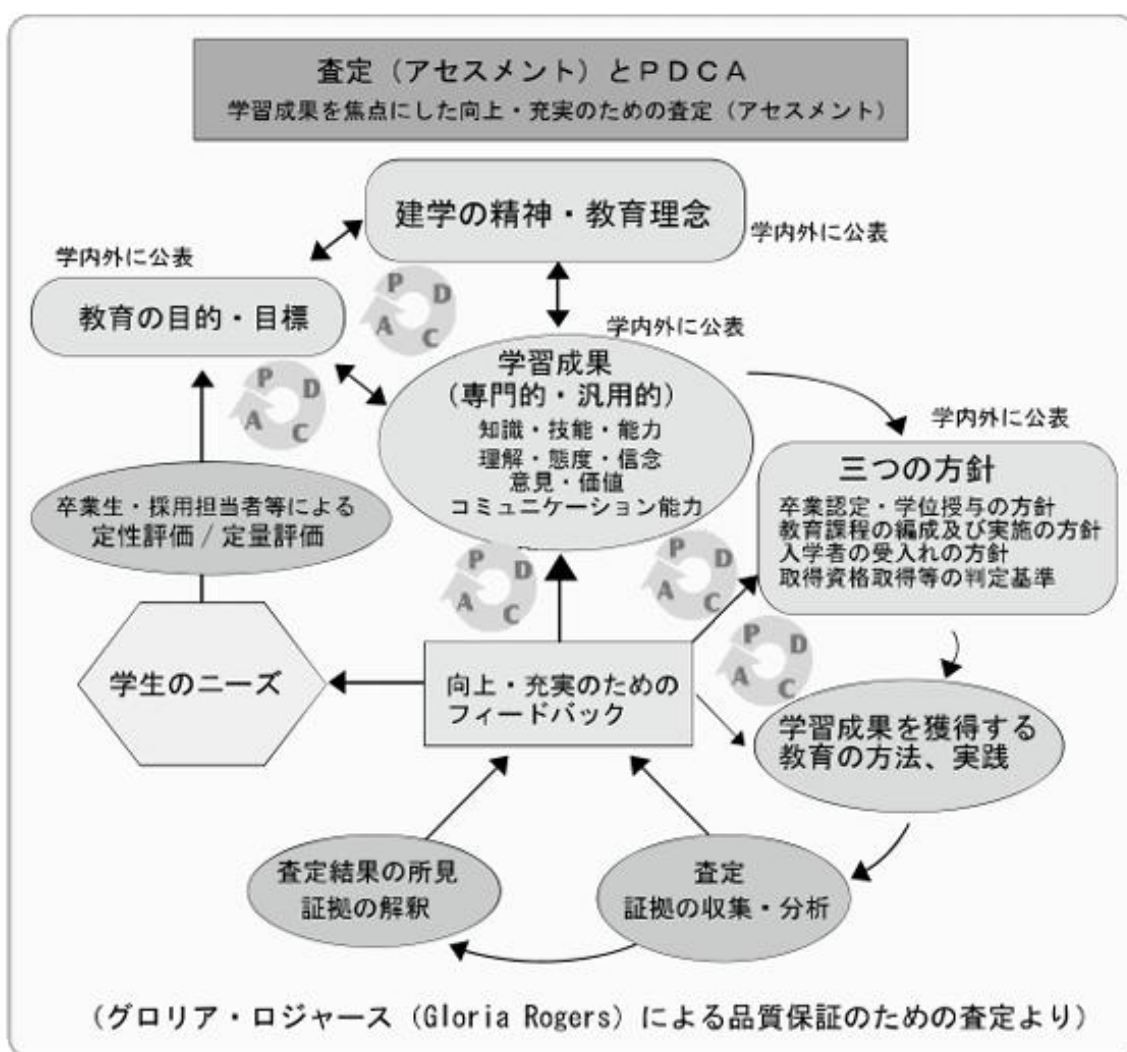 査定（アセスメント）とＰＤＣＡ
学習成果を焦点にした向上・充実のための査定（アセスメント）
建学の精神・教育理念
学内外に公表
学内外に公表
教育の目的・目標
P
D
A
C
学内外に公表
学習成果
（専門的・汎用的）
知識・技能・能力
理解・態度・信念
意見・価値
コミュニケーション能力
P
D
A
C
学内外に公表
三つの方針
卒業認定・学位授与の方針
教育課程の編成及び実施の方針
入学者の受入れの方針
取得資格取得等の判定基準
卒業生・採用担当者等による
定性評価 / 定量評価
P
D
A
C
P
D
A
C
P
D
A
C
学生のニーズ
向上・充実のための
フィードバック
学習成果を獲得する
教育の方法、実践
査定結果の所見
証拠の解釈
査定
証拠の収集・分析
（グロリア・ロジャース（Gloria Rogers）による品質保証のための査定より）